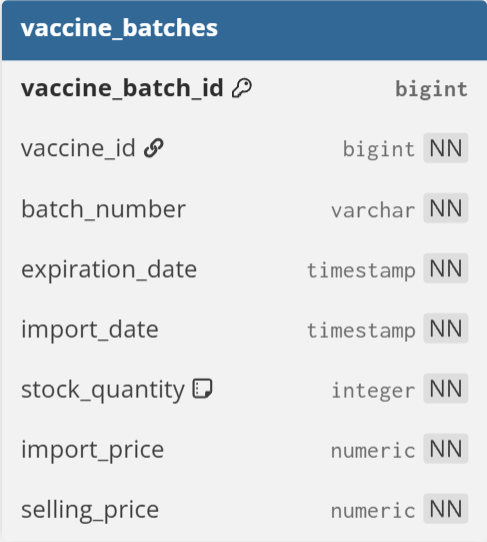 vaccine_batches
vaccine_batch_id bigint
vaccine_id bigint NN
batch_number varchar NN
expiration_date timestamp NN
import_date timestamp NN
stock_quantity integer NN
import_price numeric NN
selling_price numeric NN